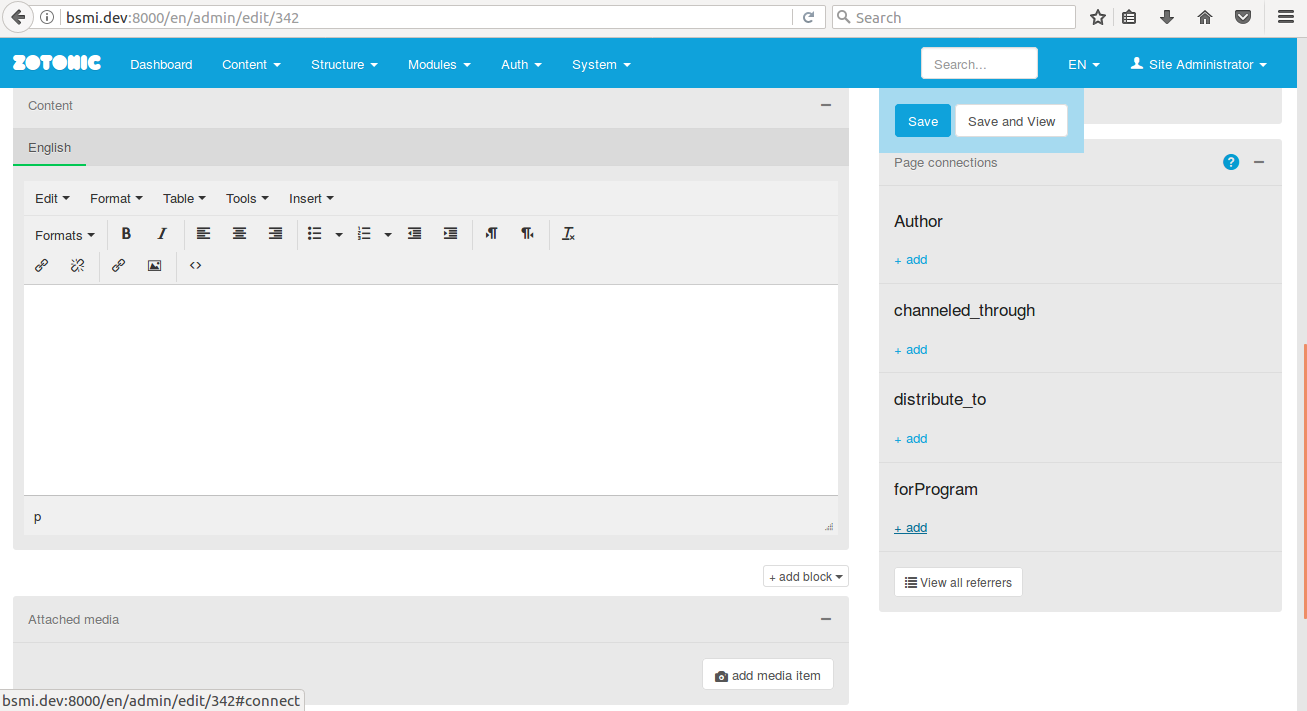 bsmi.dev:8000/en/admin/edit/342
Search
ZOTONIC
Dashboard
Content
Structure
Modules
Auth
System
Search...
EN
Site Administrator
Content
English
Edit
Format
Table
Tools
Insert
Formats
B
I
p
+ add block
Attached media
add media item
Save
Save and View
Page connections
?
Author
+ add
channeled_through
+ add
distribute_to
+ add
forProgram
+ add
View all referrers
bsmi.dev:8000/en/admin/edit/342#connect